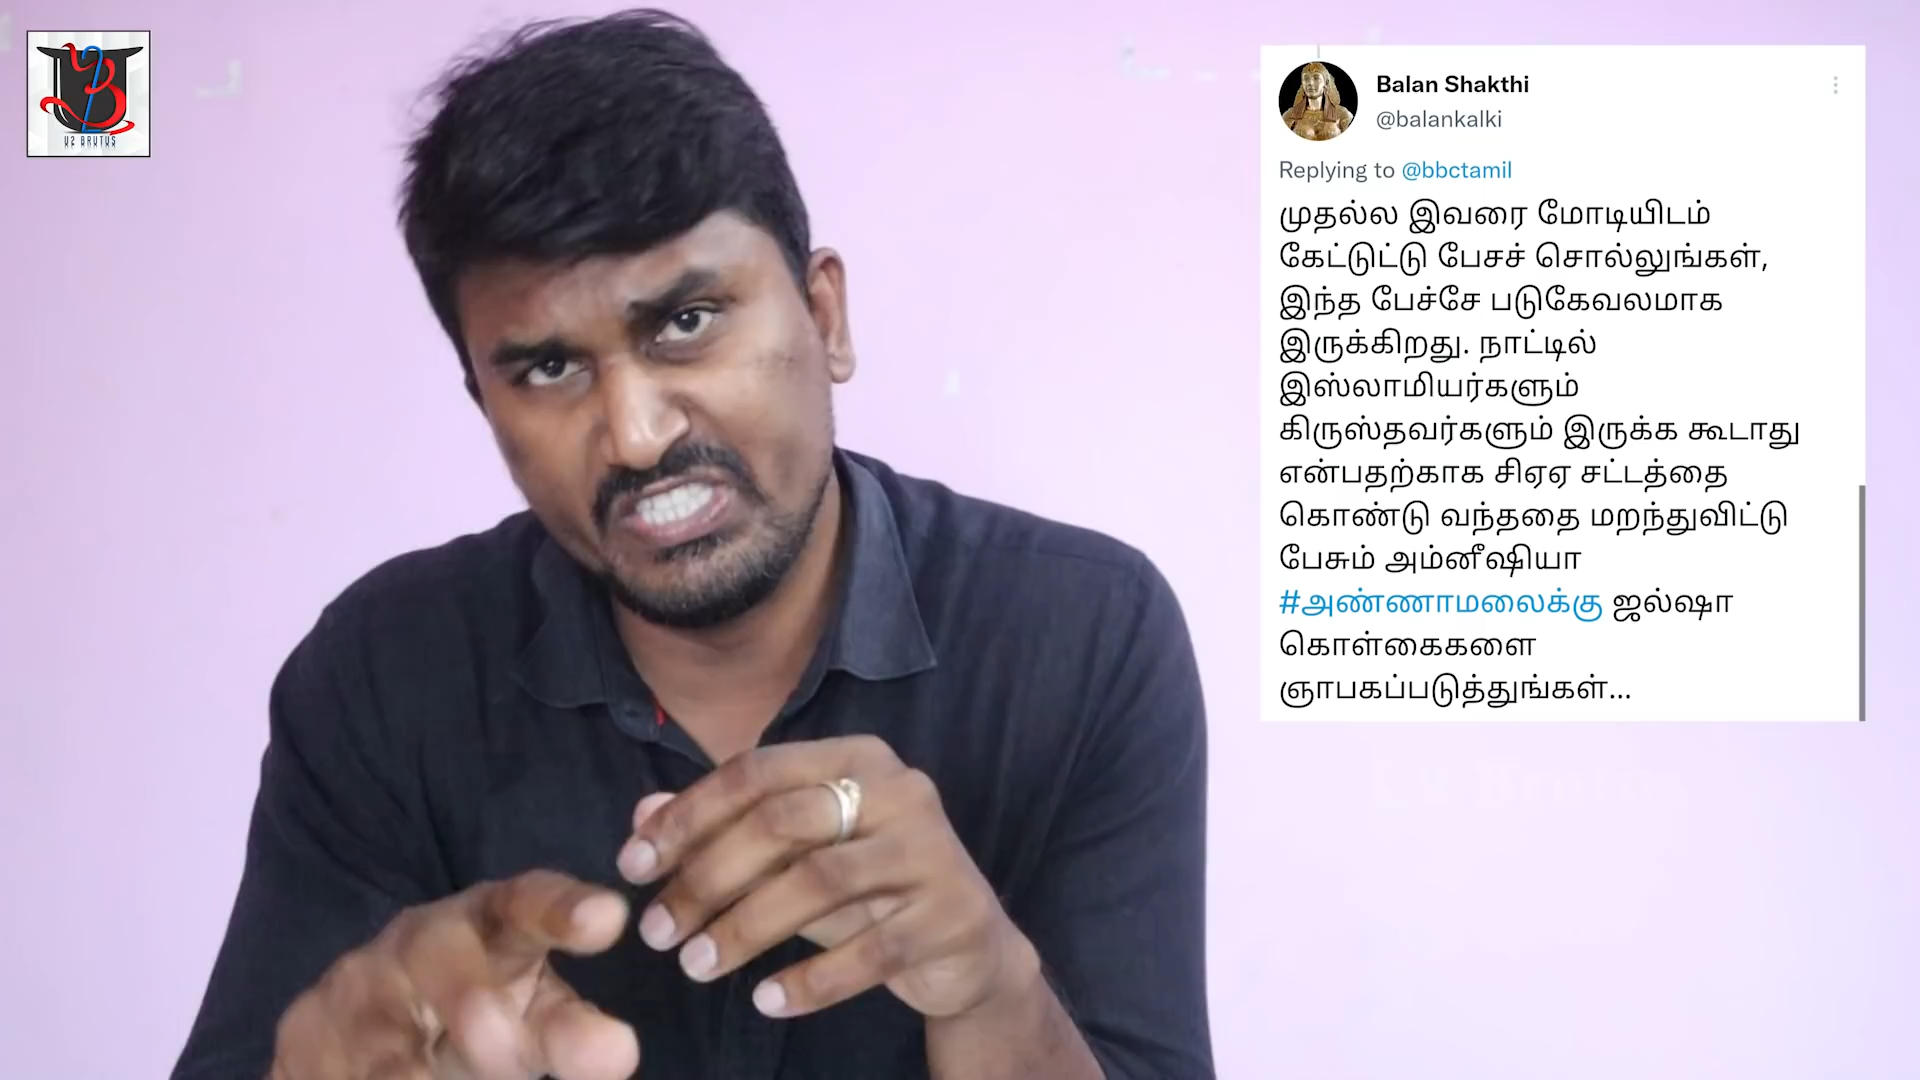 U2 BRUTUS
Balan Shakthi
@balankalki
Replying to @bbctamil
முதல்ல இவரை மோடியிடம்
கேட்டுட்டு பேசச் சொல்லுங்கள்,
இந்த பேச்சே படுகேவலமாக
இருக்கிறது. நாட்டில்
இஸ்லாமியர்களும்
கிருஸ்தவர்களும் இருக்க கூடாது
என்பதற்காக சிஏஏ சட்டத்தை
கொண்டு வந்ததை மறந்துவிட்டு
பேசும் அம்னீஷியா
#அண்ணாமலைக்கு ஜல்ஷா
கொள்கைகளை
ஞாபகப்படுத்துங்கள்...